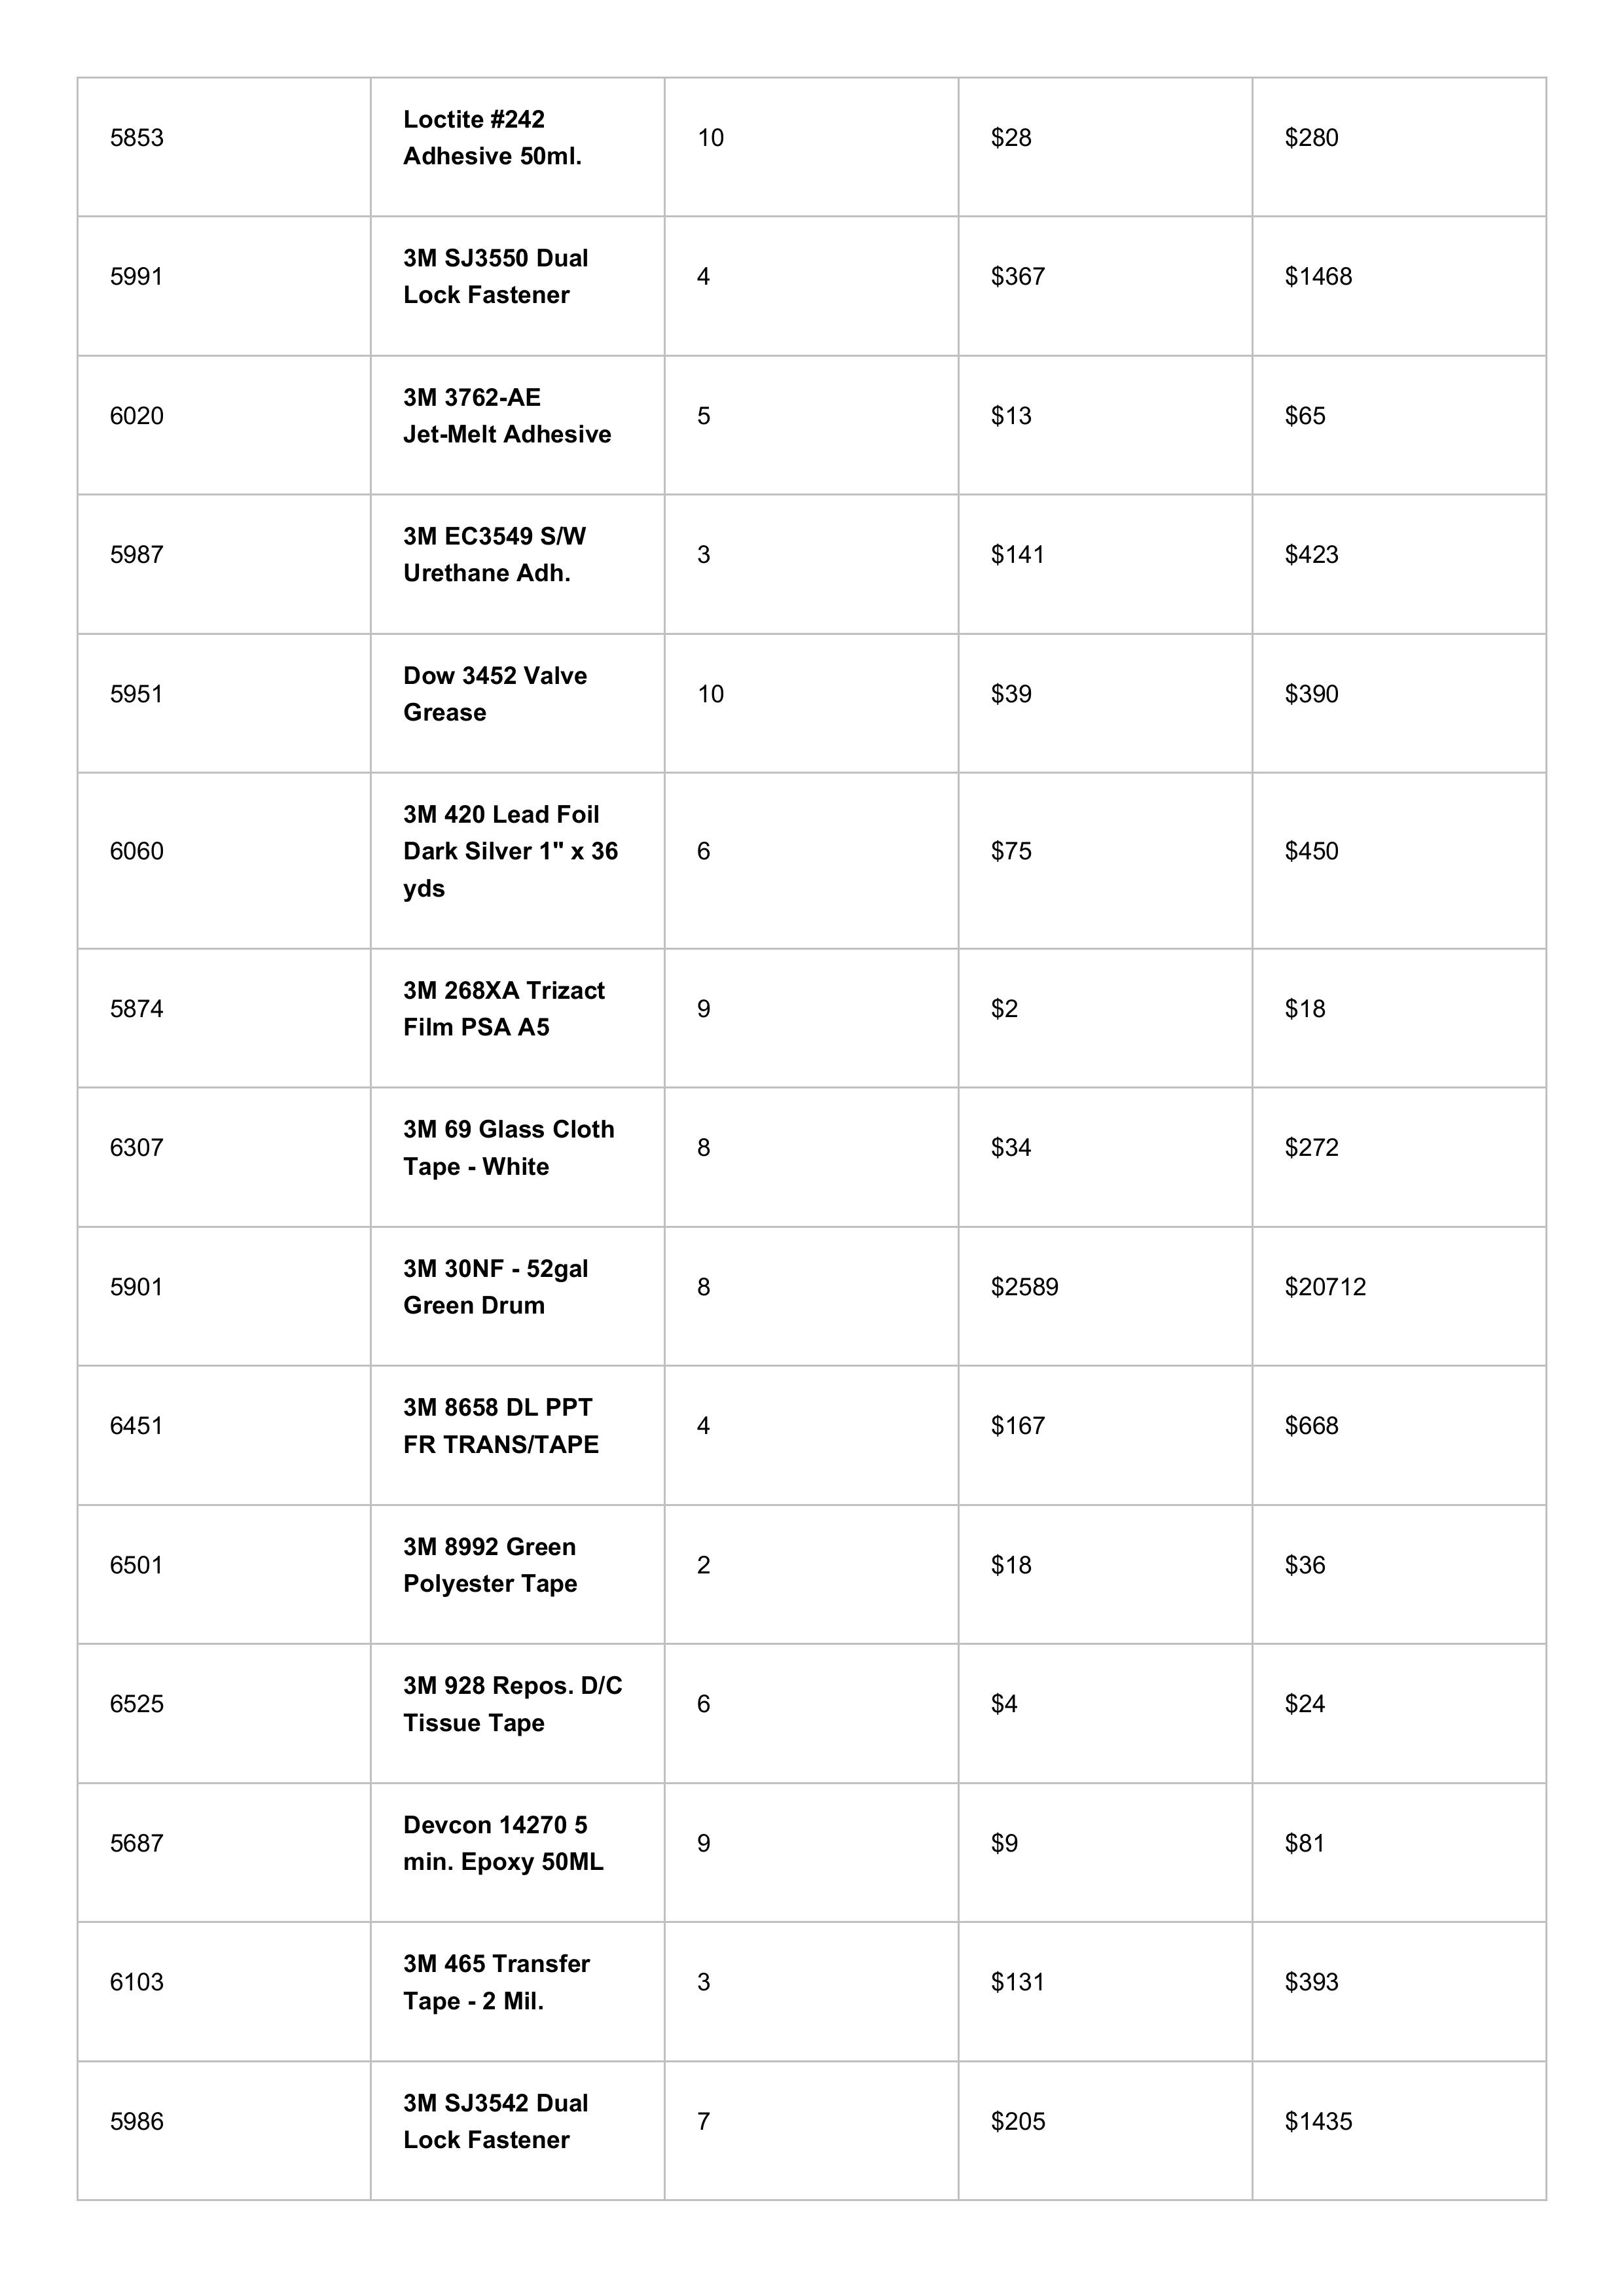 5853
Loctite #242
Adhesive 50ml.
10
$28
$280
5991
3M SJ3550 Dual
Lock Fastener
4
$367
$1468
6020
3M 3762-AE
Jet-Melt Adhesive
5
$13
$65
5987
3M EC3549 S/W
Urethane Adh.
3
$141
$423
5951
Dow 3452 Valve
Grease
10
$39
$390
6060
3M 420 Lead Foil
Dark Silver 1" x 36
yds
6
$75
$450
5874
3M 268XA Trizact
Film PSA A5
9
$2
$18
6307
3M 69 Glass Cloth
Tape - White
8
$34
$272
5901
3M 30NF - 52gal
Green Drum
8
$2589
$20712
6451
3M 8658 DL PPT
FR TRANS/TAPE
4
$167
$668
6501
3M 8992 Green
Polyester Tape
2
$18
$36
6525
3M 928 Repos. D/C
Tissue Tape
6
$4
$24
5687
Devcon 14270 5
min. Epoxy 50ML
9
$9
$81
6103
3M 465 Transfer
Tape - 2 Mil.
3
$131
$393
5986
3M SJ3542 Dual
Lock Fastener
7
$205
$1435